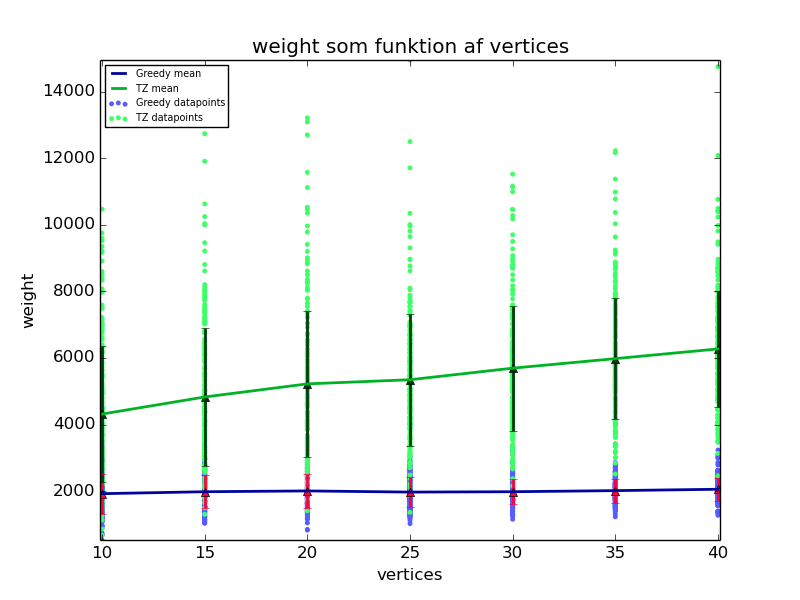 weight som funktion af vertices
Greedy mean
TZ mean
Greedy datapoints
TZ datapoints
14000
12000
10000
8000
6000
4000
2000
weight
10 15 20 25 30 35 40
vertices